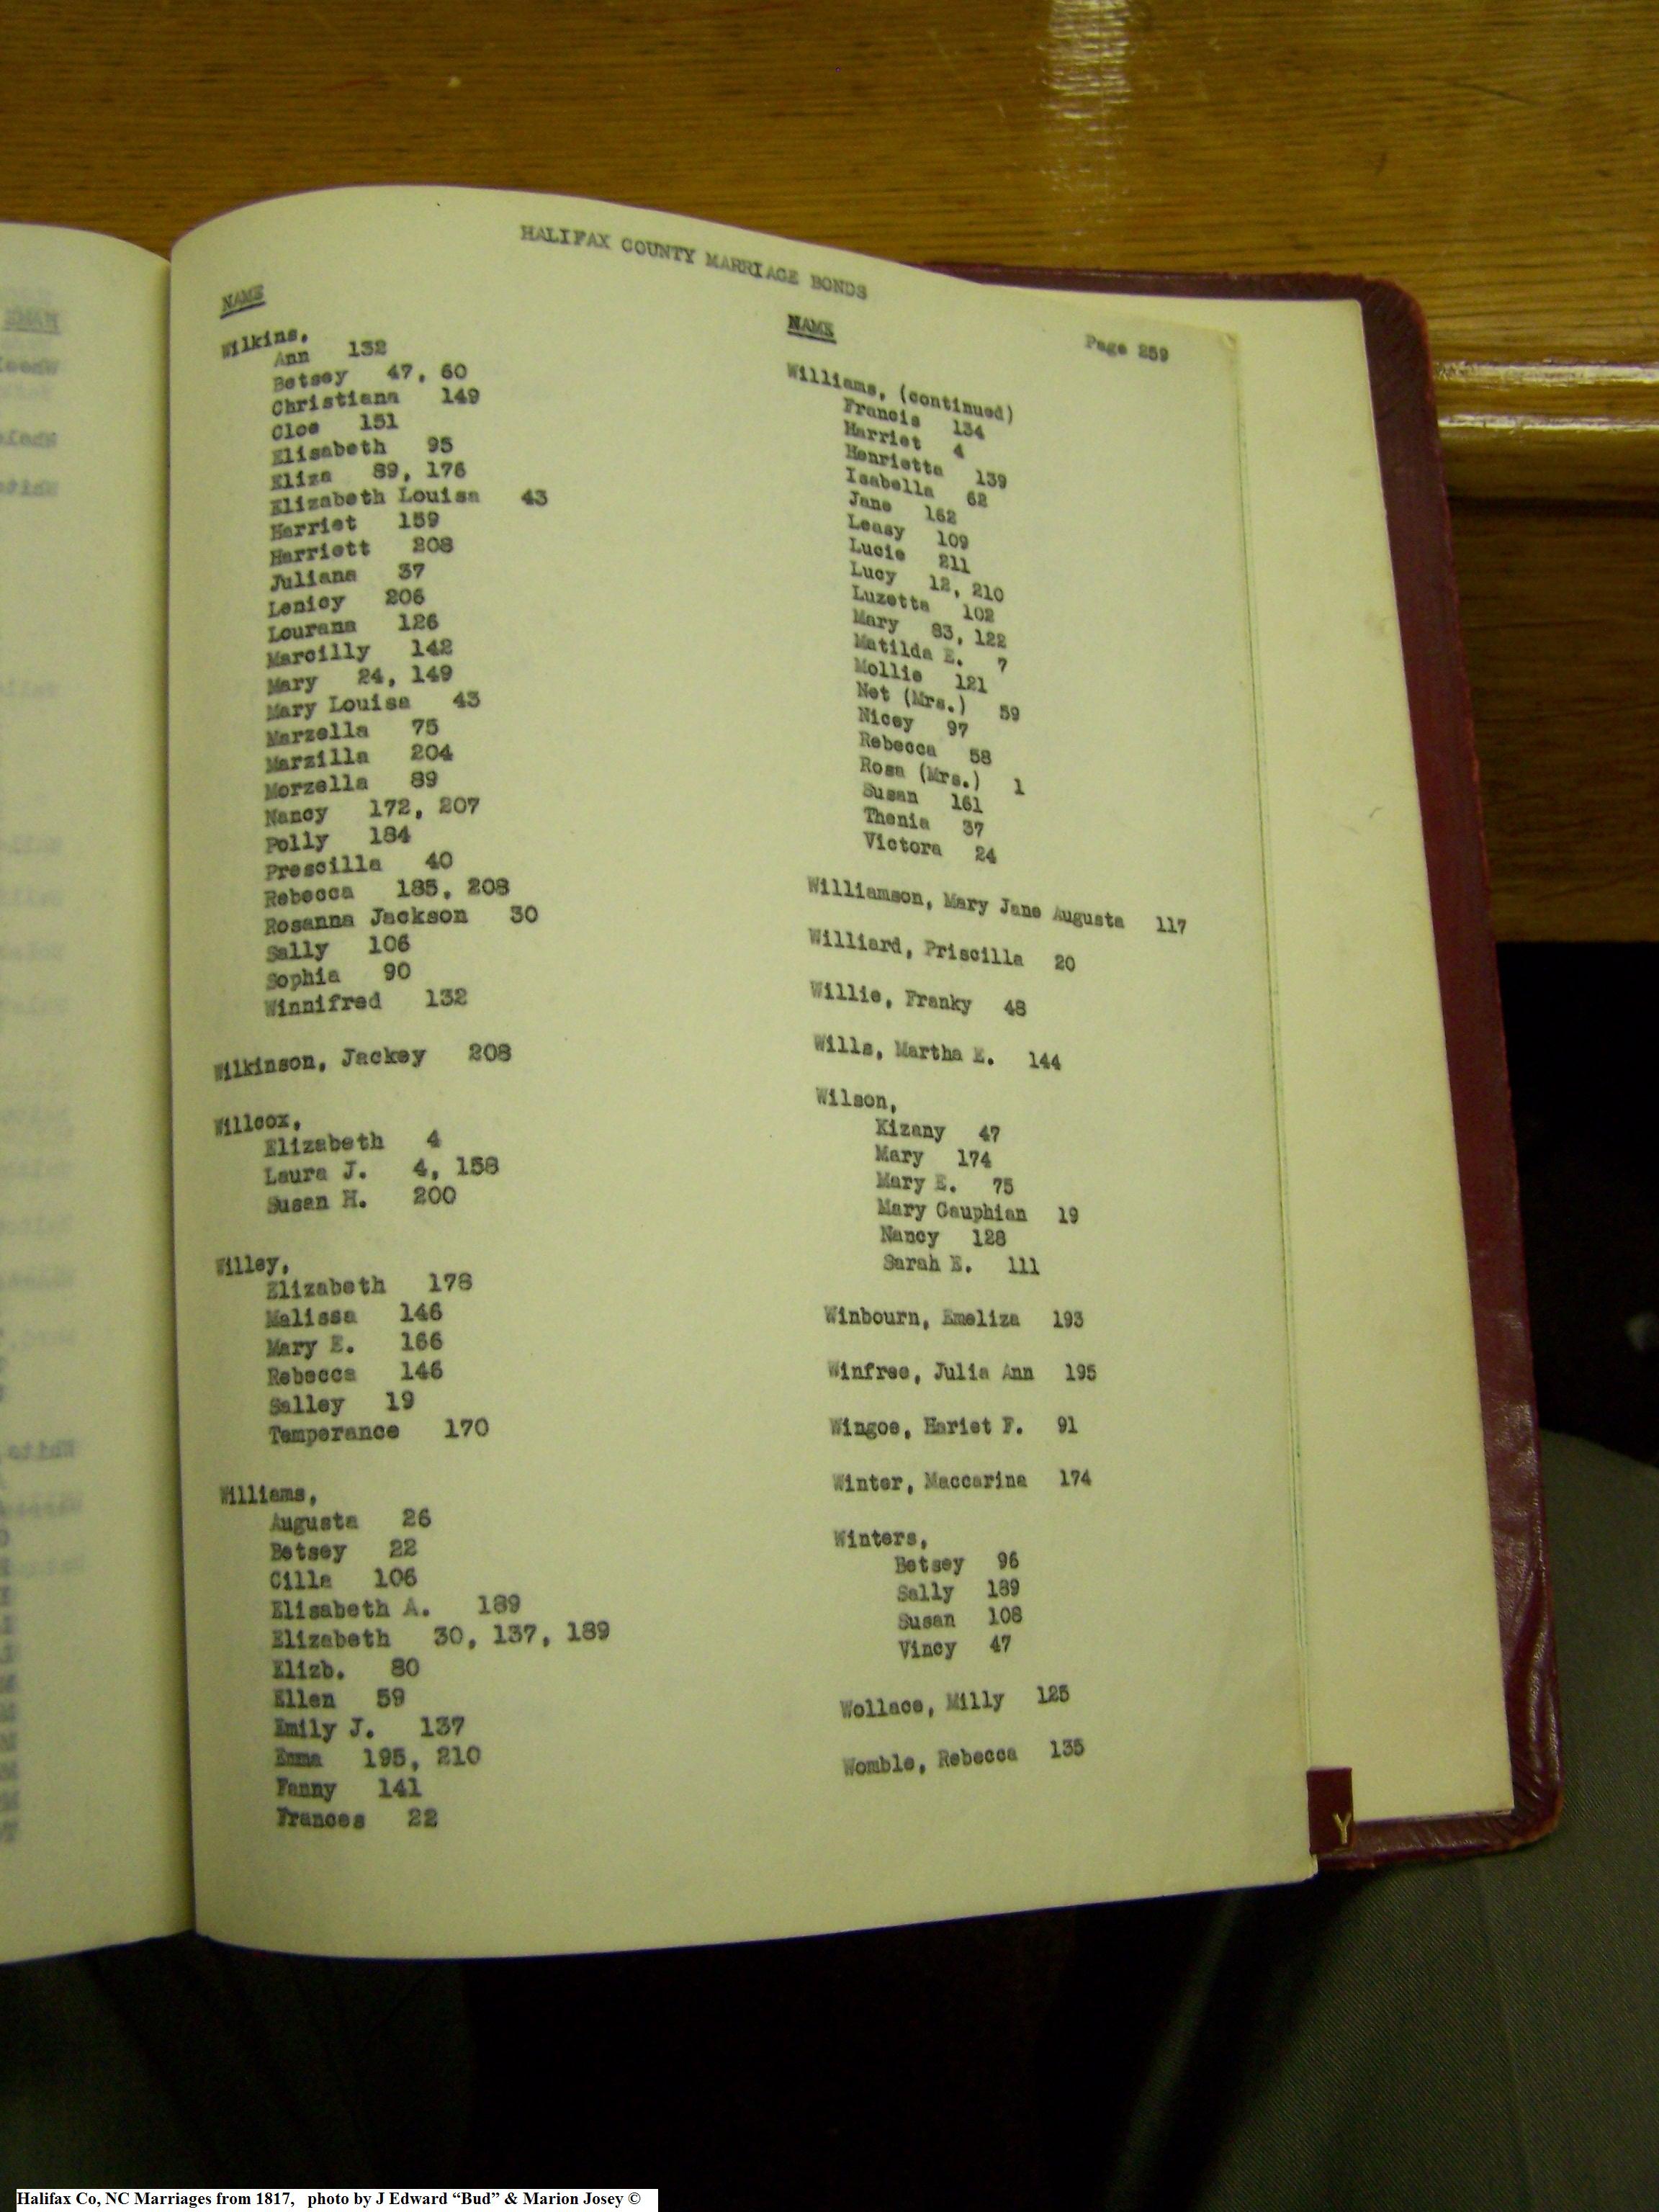 HALIFAX COUNTY MARRIAGE BONDS
Page 259
NAME
Wilkins,
Ann 132
Betsey 47, 60
Christiana 149
Cloe 151
Elisabeth 95
Eliza 89, 176
Elizabeth Louisa 43
Harriet 159
Harriett 208
Juliana 37
Lenicy 206
Lourana 126
Marcilly 142
Mary 24, 149
Mary Louisa 43
Marzella 75
Marzilla 204
Morzella 89
Nancy 172, 207
Polly 184
Prescilla 40
Rebecca 185, 208
Rosanna Jackson 30
Sally 106
Sophia 90
Winnifred 132
Wilkinson, Jackey 208
Willcox,
Elizabeth 4
Laura J. 4, 158
Susan H. 200
Willey,
Elizabeth 178
Malissa 146
Mary E. 166
Rebecca 146
Salley 19
Temperance 170
Williams,
Augusta 26
Betsey 22
Cilla 106
Elisabeth A. 189
Elizabeth 30, 137, 189
Elizb. 80
Ellen 59
Emily J. 137
Emma 195, 210
Fanny 141
Frances 22
NAME
Williams, (continued)
Francis 134
Harriet 4
Henrietta 139
Isabella 62
Jane 162
Leasy 109
Lucie 211
Lucy 12, 210
Luzetta 102
Mary 83, 122
Matilda E. 7
Mollie 121
Net (Mrs.) 59
Nicey 97
Rebecca 58
Rosa (Mrs.) 1
Susan 161
Thenia 37
Victora 24
Williamson, Mary Jane Augusta 117
Williard, Priscilla 20
Willie, Franky 48
Wills, Martha E. 144
Wilson,
Kizany 47
Mary 174
Mary E. 75
Mary Gauphian 19
Nancy 128
Sarah E. 111
Winbourn, Emeliza 193
Winfree, Julia Ann 195
Wingoe, Hariet F. 91
Winter, Maccarina 174
Winters,
Betsey 96
Sally 189
Susan 108
Vincy 47
Wollace, Milly 125
Womble, Rebecca 135
Y
Halifax Co, NC Marriages from 1817, photo by J Edward “Bud” & Marion Josey ©